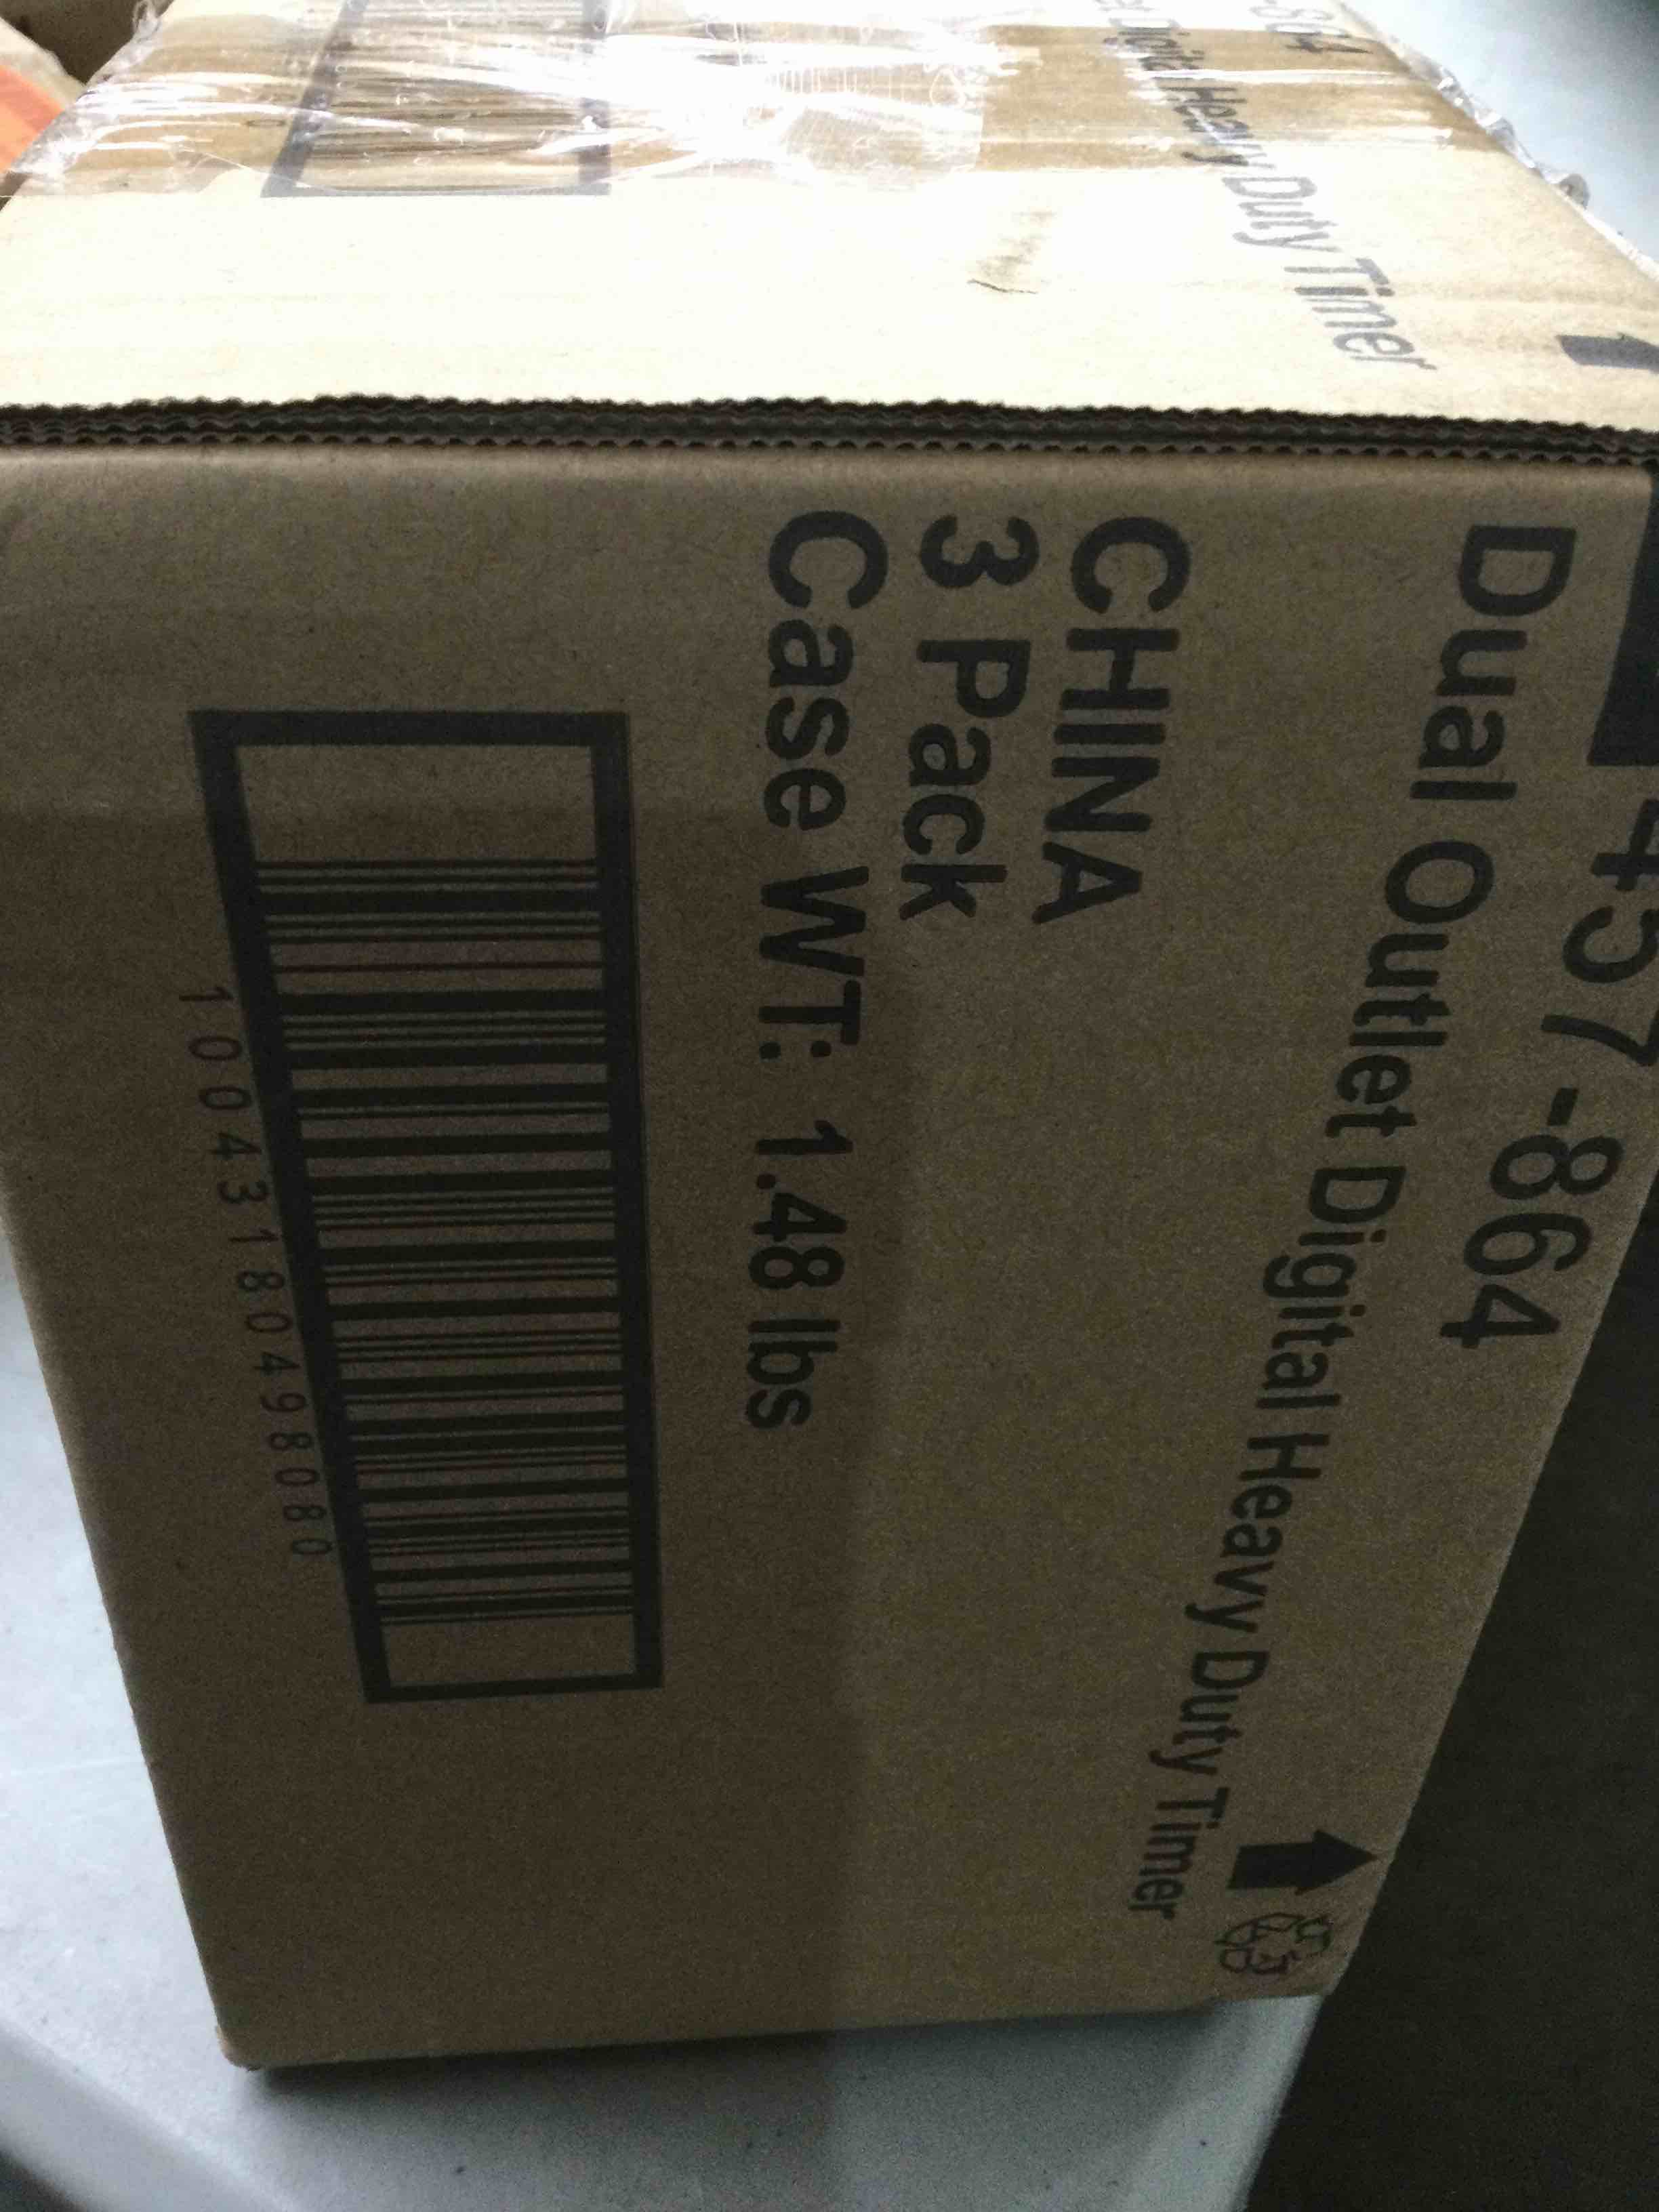 457-864
Dual Outlet Digital Heavy Duty Timer
CHINA
3 Pack
Case WT: 1.48 lbs
10043180498080
Digital Heavy Duty Timer